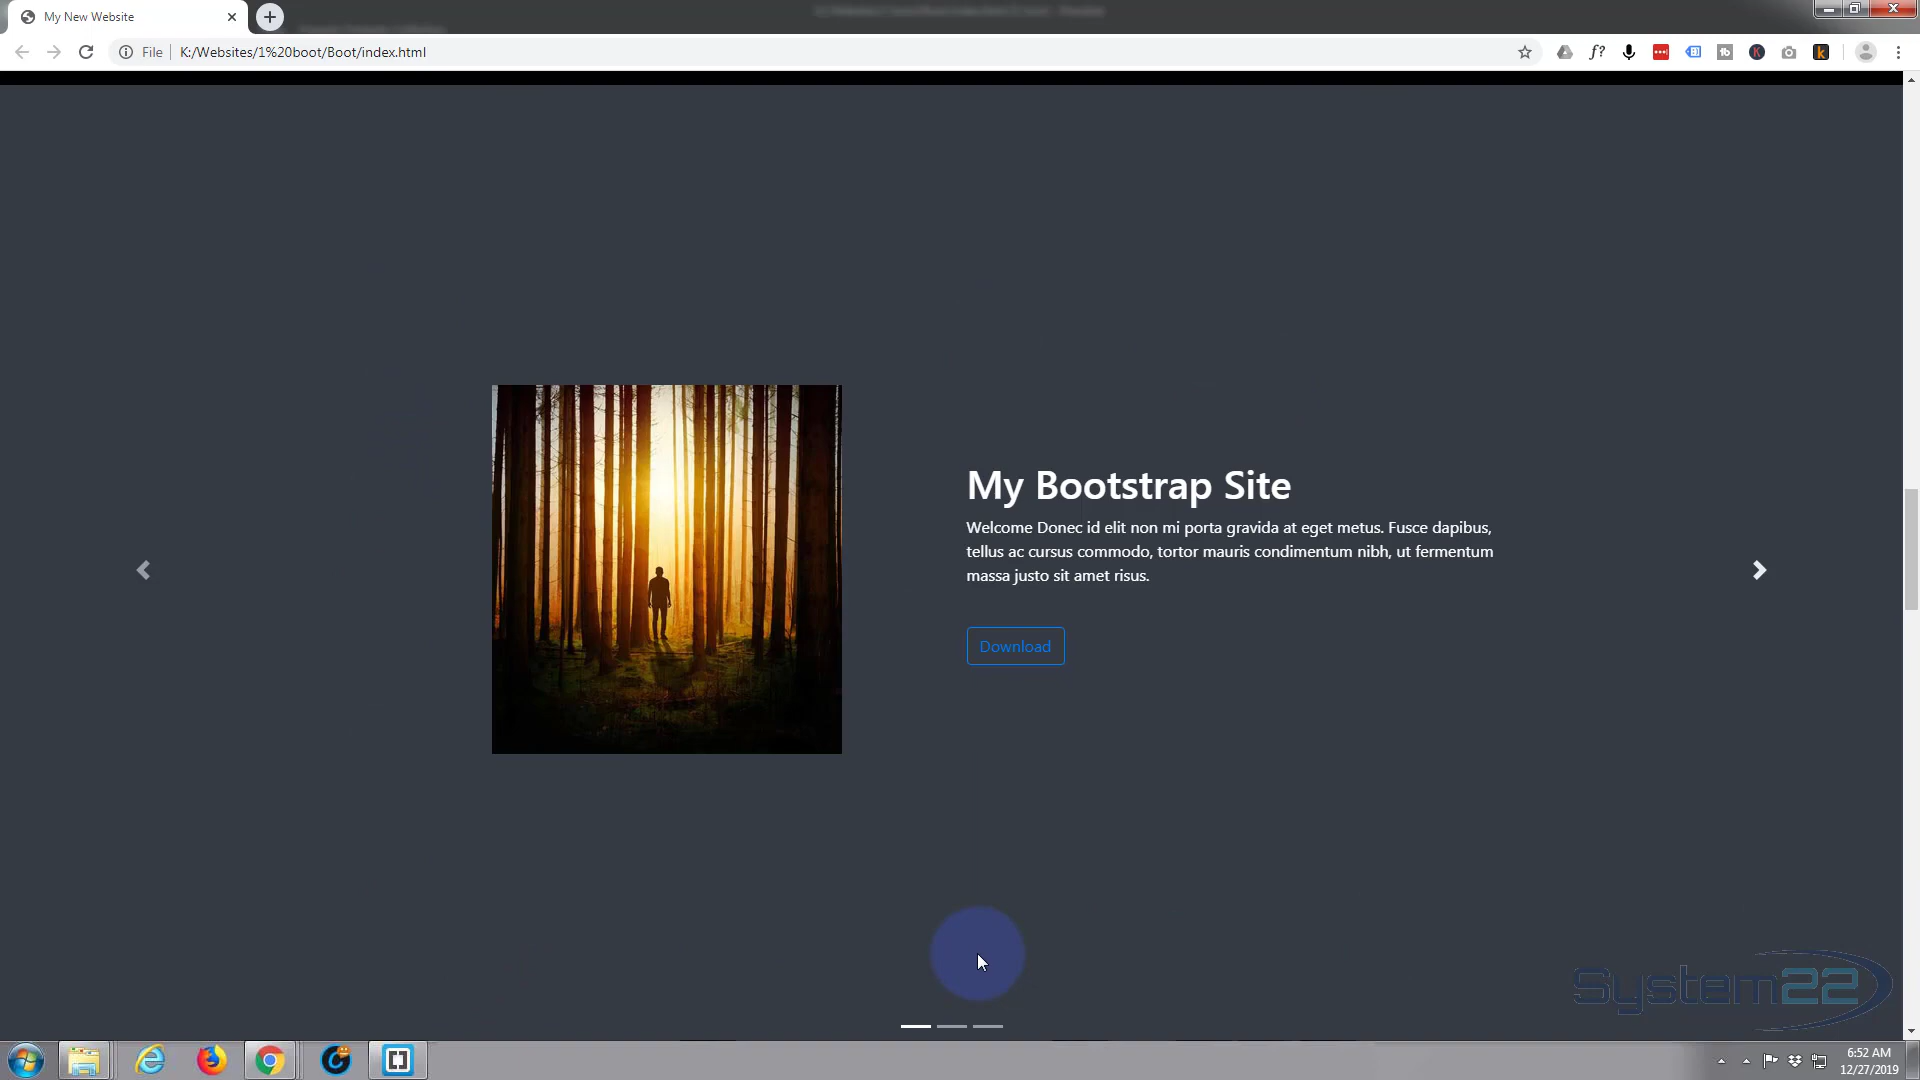 My New Website
File K:/Websites/1%20boot/Boot/index.html
f?
tb
K
k
My Bootstrap Site
Welcome Donec id elit non mi porta gravida at eget metus. Fusce dapibus,
tellus ac cursus commodo, tortor mauris condimentum nibh, ut fermentum
massa justo sit amet risus.
Download
System22
6:52 AM
12/27/2019